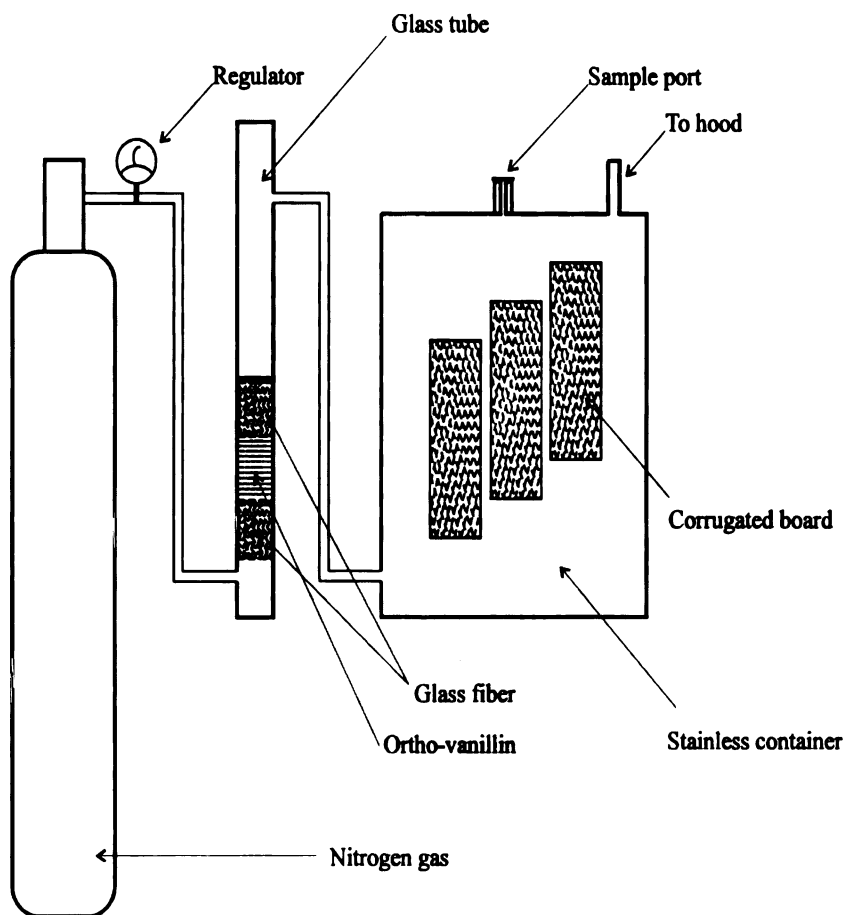 Glass tube
Regulator
Sample port
To hood
Corrugated board
Glass fiber
Stainless container
Ortho-vanillin
Nitrogen gas